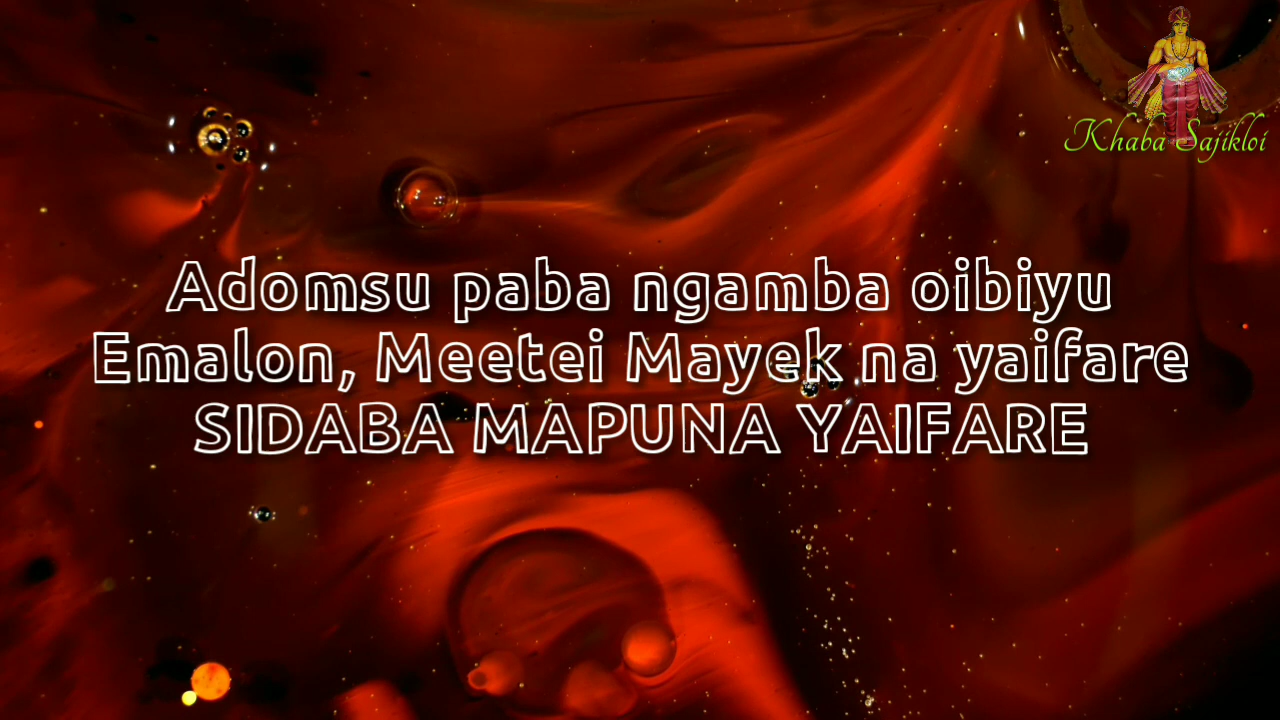 Khaba Sajikloi
Adomsu paba ngamba oibiyu
Emalon, Meetei Mayek na yaifare
SIDABA MAPUNA YAIFARE